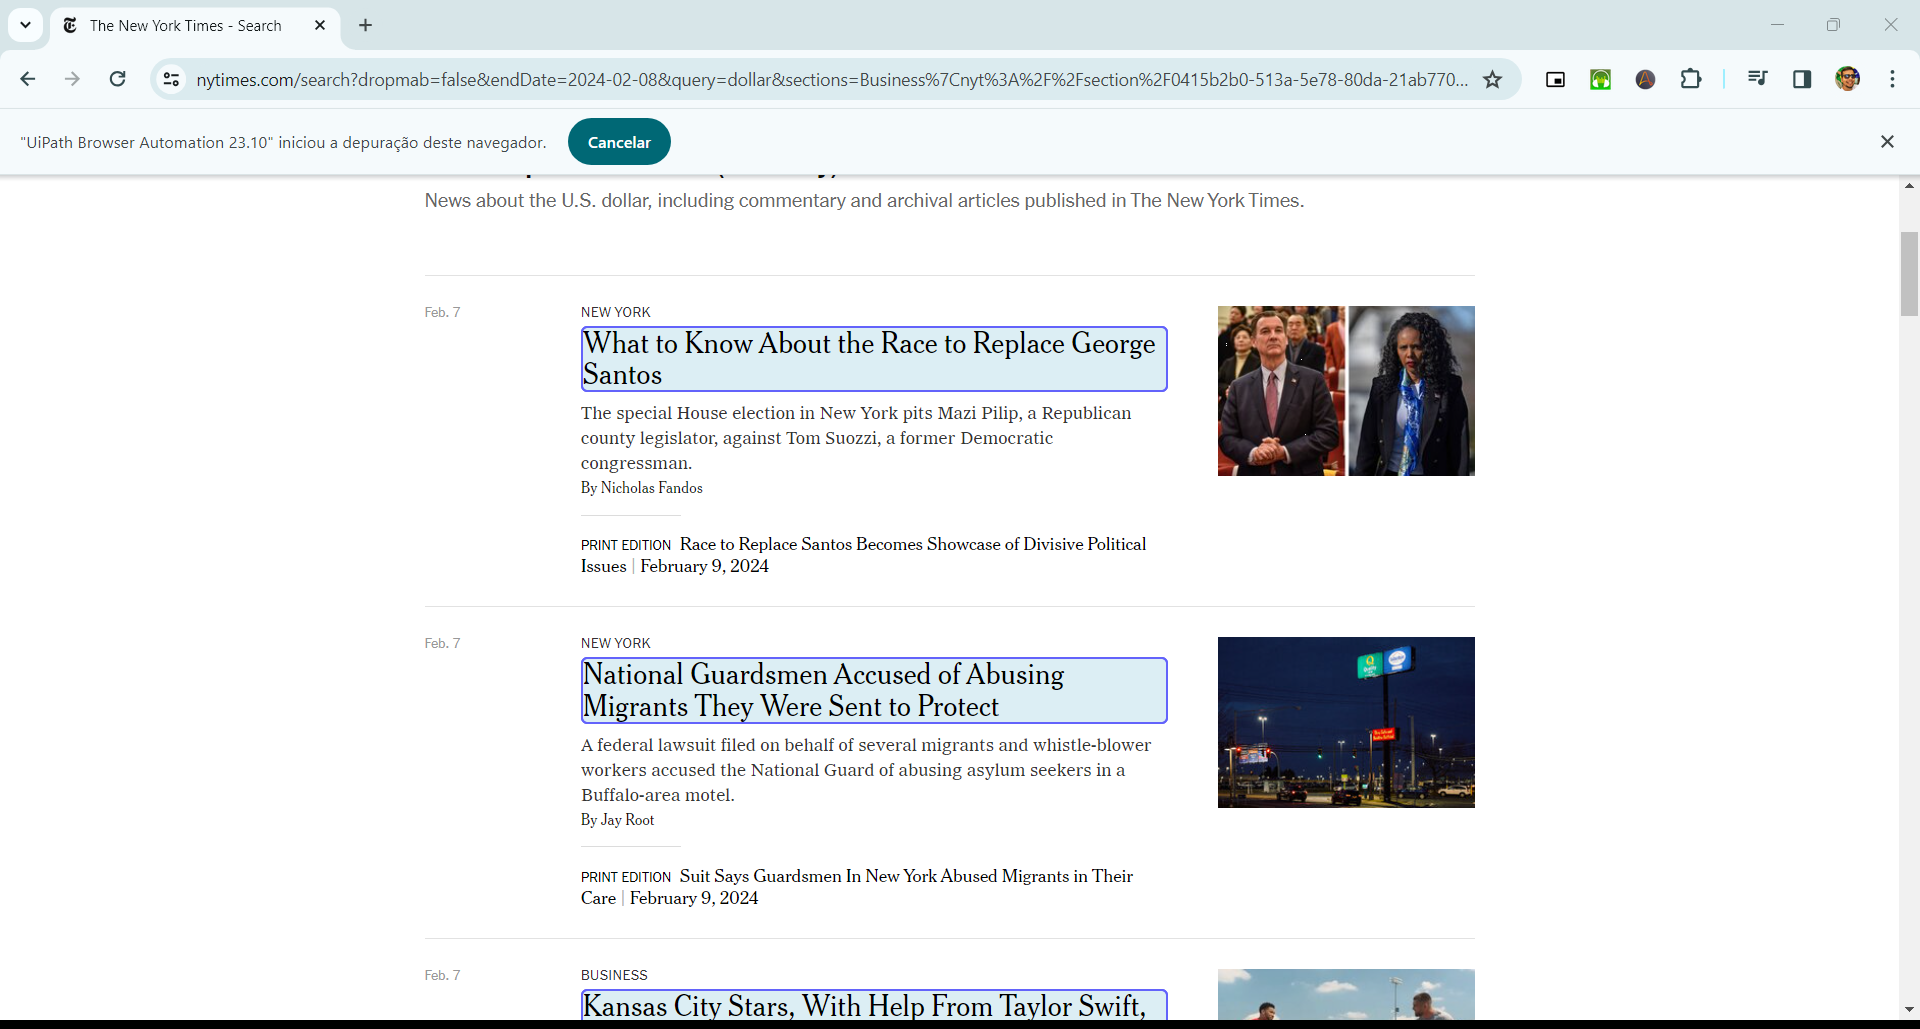 The New York Times - Search
nytimes.com/search?dropmab=false&endDate=2024-02-08&query=dollar&sections=Business%7Cnyt%3A%2F%2Fsection%2F0415b2b0-513a-5e78-80da-21ab770...
"UiPath Browser Automation 23.10" iniciou a depuração deste navegador.
Cancelar
News about the U.S. dollar, including commentary and archival articles published in The New York Times.
Feb. 7
NEW YORK
What to Know About the Race to Replace George
Santos
The special House election in New York pits Mazi Pilip, a Republican
county legislator, against Tom Suozzi, a former Democratic
congressman.
By Nicholas Fandos
PRINT EDITION Race to Replace Santos Becomes Showcase of Divisive Political
Issues | February 9, 2024
Feb. 7
NEW YORK
National Guardsmen Accused of Abusing
Migrants They Were Sent to Protect
A federal lawsuit filed on behalf of several migrants and whistle-blower
workers accused the National Guard of abusing asylum seekers in a
Buffalo-area motel.
By Jay Root
PRINT EDITION Suit Says Guardsmen In New York Abused Migrants in Their
Care | February 9, 2024
Feb. 7
BUSINESS
Kansas City Stars, With Help From Taylor Swift,